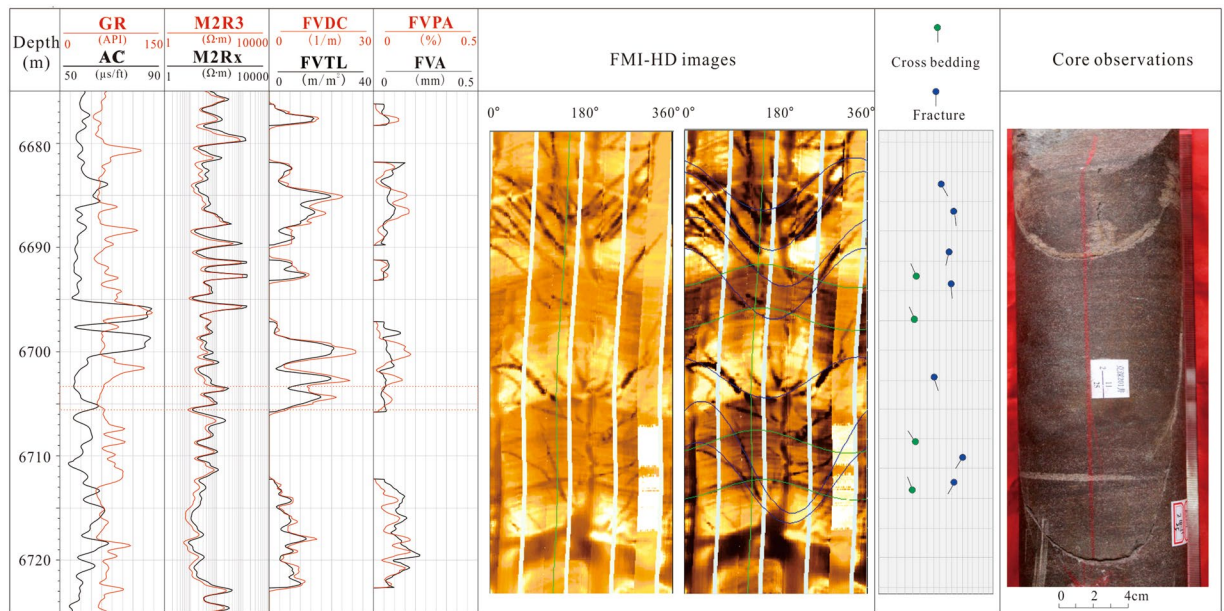 Depth
(m)
GR
0 (API) 150
AC
50 (μs/ft) 90
M2R3
1 (Ω·m) 10000
M2Rx
1 (Ω·m) 10000
FVDC
0 (1/m) 30
FVTL
0 (m/m²) 40
FVPA
0 (%) 0.5
FVA
0 (mm) 0.5
FMI-HD images
Cross bedding
Fracture
Core observations
0° 180° 360° 0° 180° 360°
6680
6690
6700
6710
6720
0 2 4cm